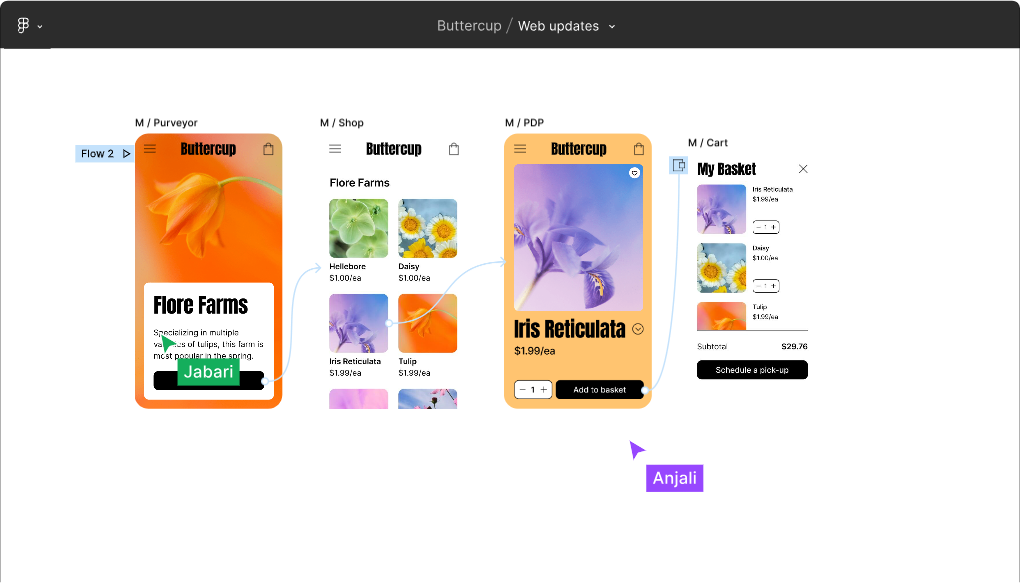 Buttercup / Web updates
M / Purveyor
Flow 2
Buttercup
Flore Farms
Specializing in multiple
of tulips, this farm is
most popular in the spring.
Jabari
M / Shop
Buttercup
Flore Farms
Hellebore
$1.00/ea
Daisy
$1.00/ea
Iris Reticulata
$1.99/ea
Tulip
$1.99/ea
M / PDP
Buttercup
Iris Reticulata
$1.99/ea
− 1 +
Add to basket
M / Cart
My Basket
Iris Reticulata
$1.99/ea
− 1 +
Daisy
$1.00/ea
− 1 +
Tulip
$1.99/ea
Subtotal $29.76
Schedule a pick-up
Anjali